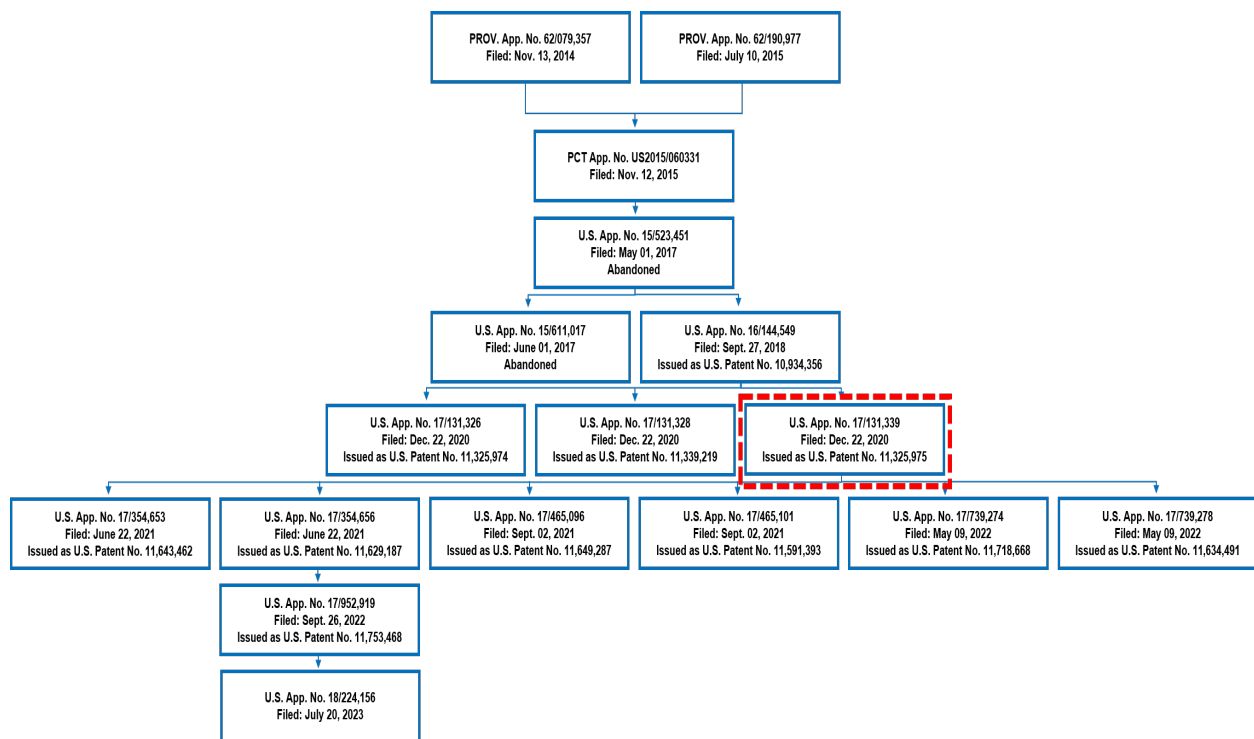 PROV. App. No. 62/079,357
Filed: Nov. 13, 2014
PROV. App. No. 62/190,977
Filed: July 10, 2015
PCT App. No. US2015/060331
Filed: Nov. 12, 2015
U.S. App. No. 15/523,451
Filed: May 01, 2017
Abandoned
U.S. App. No. 15/611,017
Filed: June 01, 2017
Abandoned
U.S. App. No. 16/144,549
Filed: Sept. 27, 2018
Issued as U.S. Patent No. 10,934,356
U.S. App. No. 17/131,326
Filed: Dec. 22, 2020
Issued as U.S. Patent No. 11,325,974
U.S. App. No. 17/131,328
Filed: Dec. 22, 2020
Issued as U.S. Patent No. 11,339,219
U.S. App. No. 17/131,339
Filed: Dec. 22, 2020
Issued as U.S. Patent No. 11,325,975
U.S. App. No. 17/354,653
Filed: June 22, 2021
Issued as U.S. Patent No. 11,643,462
U.S. App. No. 17/354,656
Filed: June 22, 2021
Issued as U.S. Patent No. 11,629,187
U.S. App. No. 17/465,096
Filed: Sept. 02, 2021
Issued as U.S. Patent No. 11,649,287
U.S. App. No. 17/465,101
Filed: Sept. 02, 2021
Issued as U.S. Patent No. 11,591,393
U.S. App. No. 17/739,274
Filed: May 09, 2022
Issued as U.S. Patent No. 11,718,668
U.S. App. No. 17/739,278
Filed: May 09, 2022
Issued as U.S. Patent No. 11,634,491
U.S. App. No. 17/952,919
Filed: Sept. 26, 2022
Issued as U.S. Patent No. 11,753,468
U.S. App. No. 18/224,156
Filed: July 20, 2023